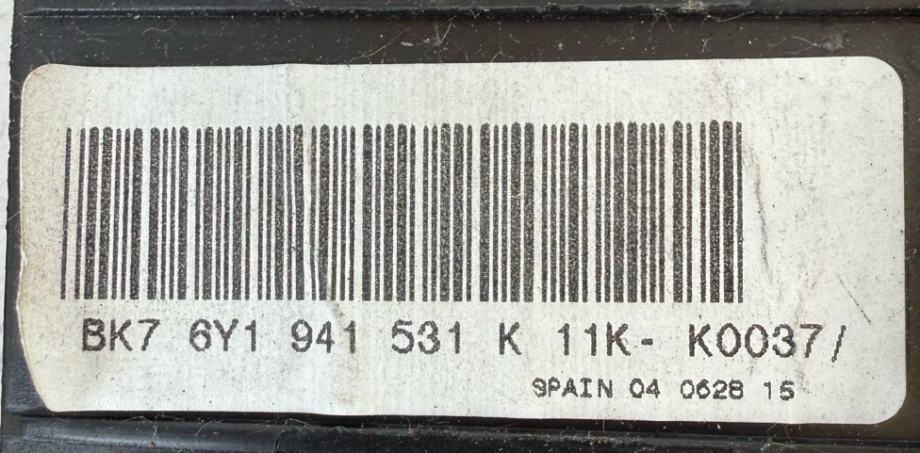 BK7 6Y1 941 531 K 11K- K0037/
SPAIN 04 0628 15